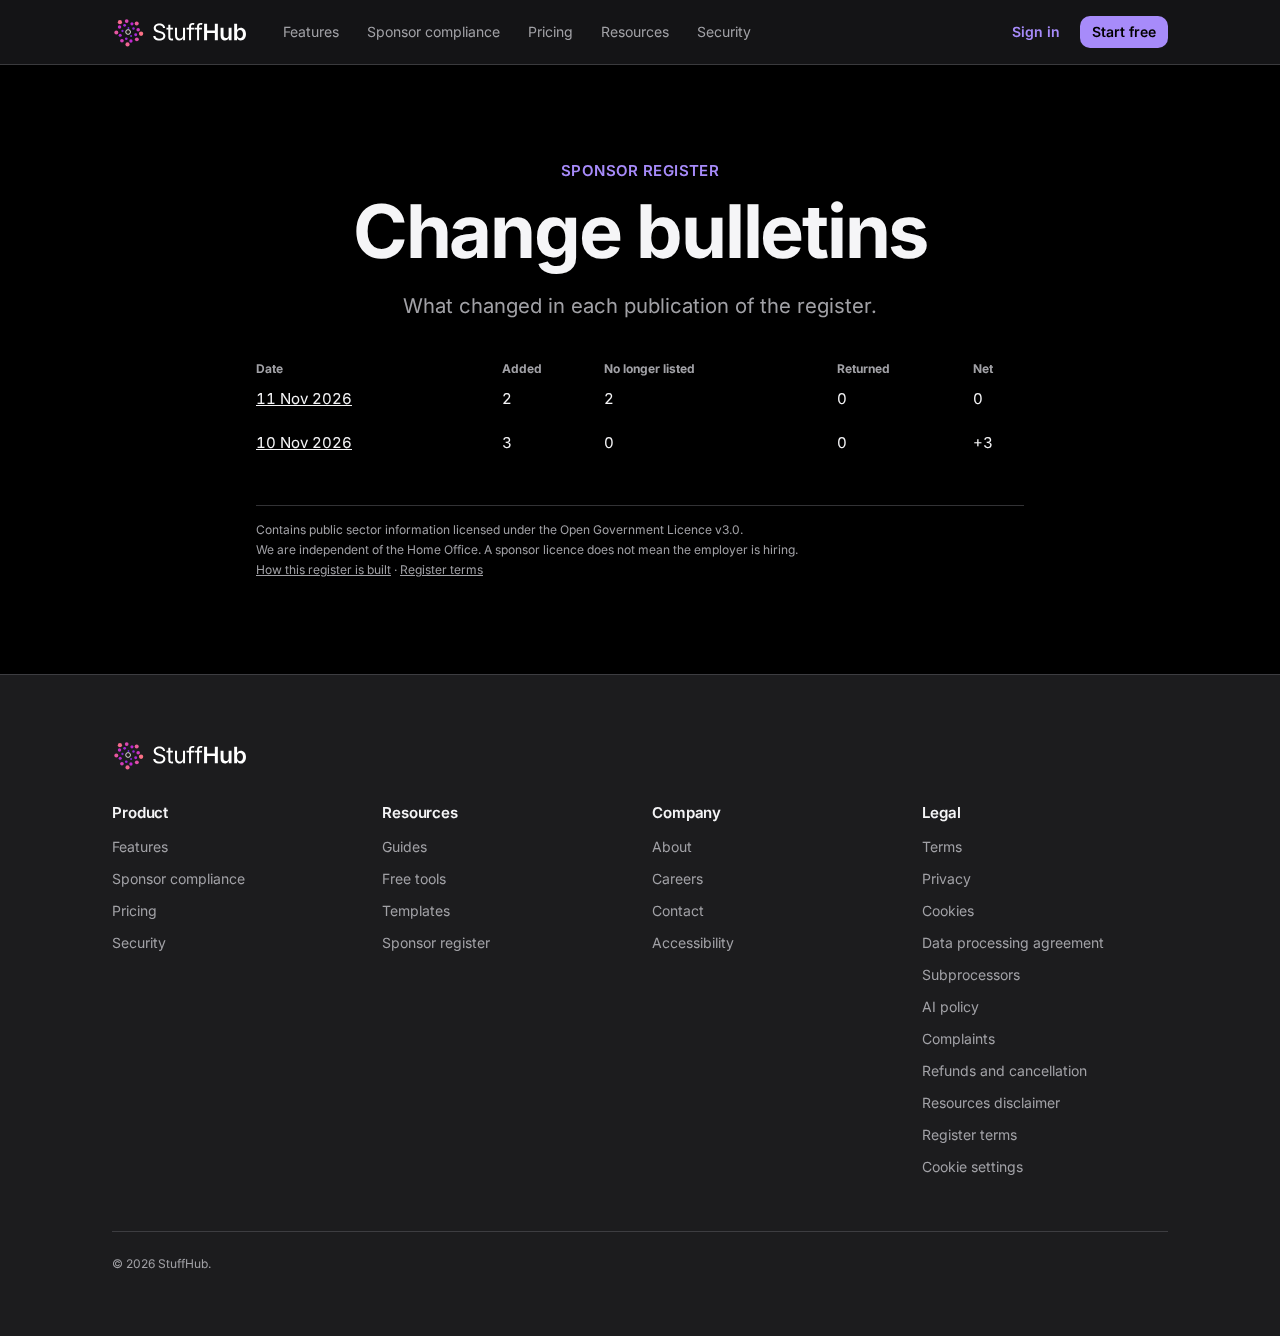 StuffHub Features Sponsor compliance Pricing Resources Security Sign in Start free
SPONSOR REGISTER
Change bulletins
What changed in each publication of the register.
Date Added No longer listed Returned Net
11 Nov 2026 2 2 0 0
10 Nov 2026 3 0 0 +3
Contains public sector information licensed under the Open Government Licence v3.0.
We are independent of the Home Office. A sponsor licence does not mean the employer is hiring.
How this register is built · Register terms
StuffHub
Product Resources Company Legal
Features Guides About Terms
Sponsor compliance Free tools Careers Privacy
Pricing Templates Contact Cookies
Security Sponsor register Accessibility Data processing agreement
Subprocessors
AI policy
Complaints
Refunds and cancellation
Resources disclaimer
Register terms
Cookie settings
© 2026 StuffHub.